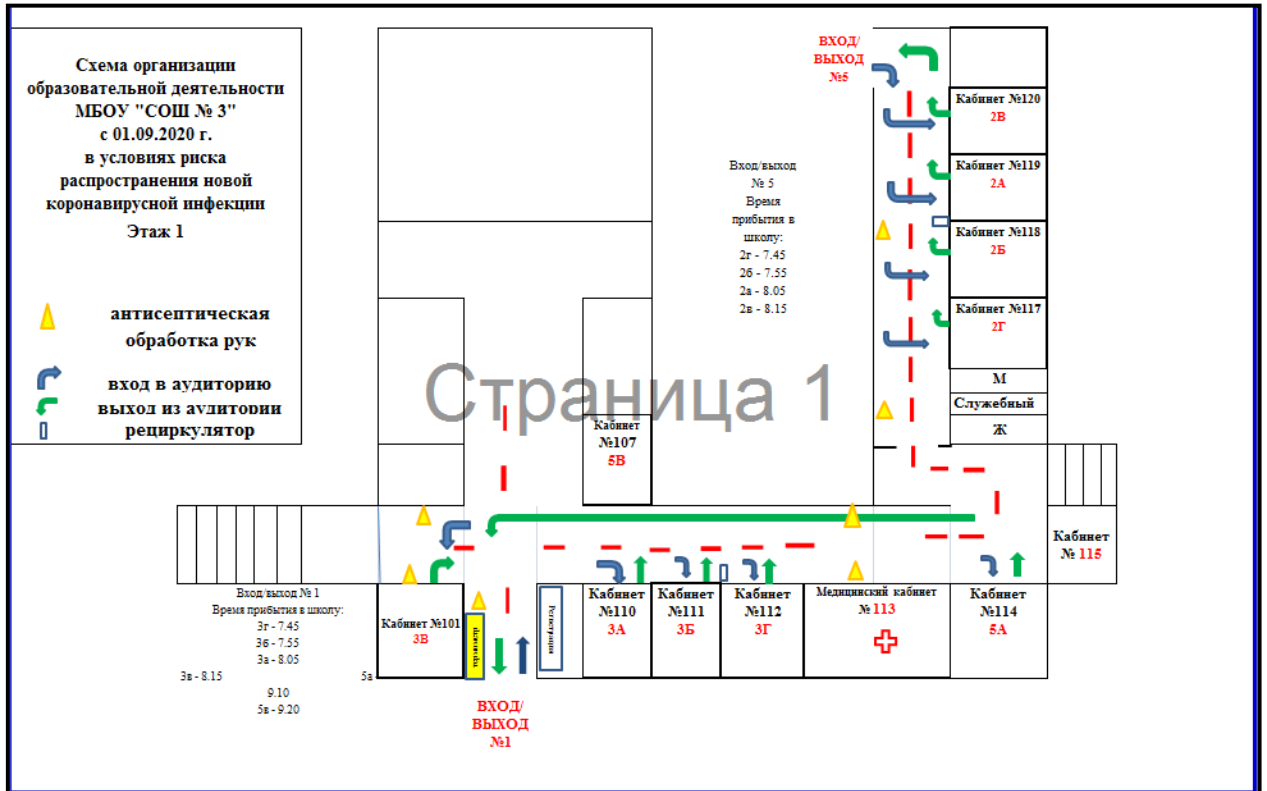 Схема организации
образовательной деятельности
МБОУ "СОШ № 3"
с 01.09.2020 г.
в условиях риска
распространения новой
коронавирусной инфекции
Этаж 1
антисептическая
обработка рук
вход в аудиторию
выход из аудитории
рециркулятор
ВХОД/
ВЫХОД
№5
Вход/выход
№ 5
Время
прибытия в
школу:
2г - 7.45
2б - 7.55
2а - 8.05
2в - 8.15
Кабинет №120
2В
Кабинет №119
2А
Кабинет №118
2Б
Кабинет №117
2Г
М
Служебный
Ж
Страница 1
Кабинет
№107
5В
Кабинет
№ 115
Вход/выход № 1
Время прибытия в школу:
3г - 7.45
3б - 7.55
3а - 8.05
3в - 8.15 5а
9.10
5в - 9.20
Кабинет №101
3В
Регистрация
Кабинет
№110
3А
Кабинет
№111
3Б
Кабинет
№112
3Г
Медицинский кабинет
№ 113
Кабинет
№114
5А
ВХОД/
ВЫХОД
№1